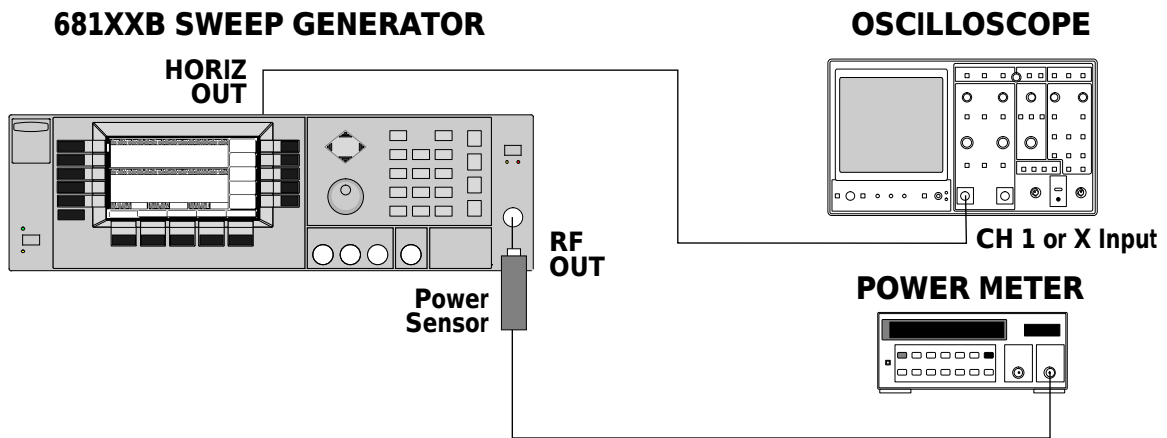 681XXB SWEEP GENERATOR
OSCILLOSCOPE
HORIZ
OUT
CH 1 or X Input
RF
OUT
POWER METER
Power
Sensor